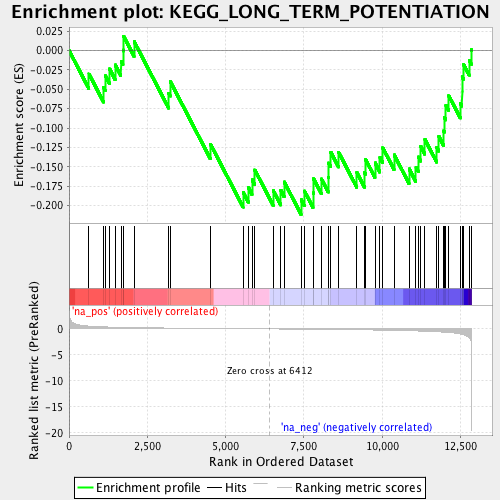 Enrichment plot: KEGG_LONG_TERM_POTENTIATION
Enrichment score (ES)
0.025
0.000
-0.025
-0.050
-0.075
-0.100
-0.125
-0.150
-0.175
-0.200
'na_pos' (positively correlated)
Ranked list metric (PreRanked)
0
-5
-10
-15
-20
Zero cross at 6412
'na_neg' (negatively correlated)
0
2,500
5,000
7,500
10,000
12,500
Rank in Ordered Dataset
Enrichment profile
Hits
Ranking metric scores